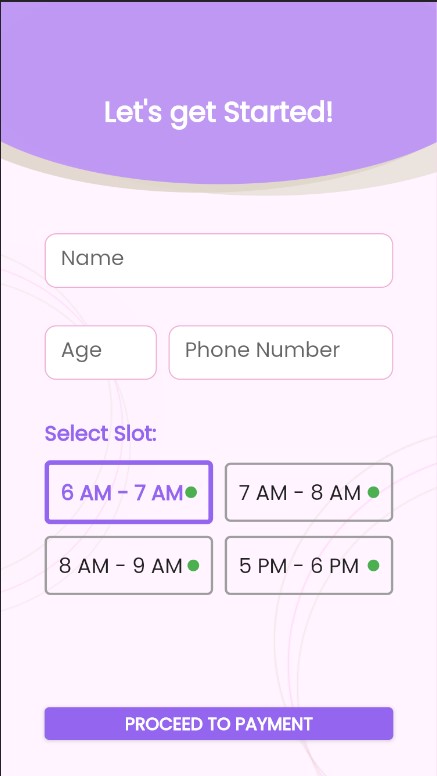 Let's get Started!
Name
Age
Phone Number
Select Slot:
6 AM - 7 AM
7 AM - 8 AM
8 AM - 9 AM
5 PM - 6 PM
PROCEED TO PAYMENT